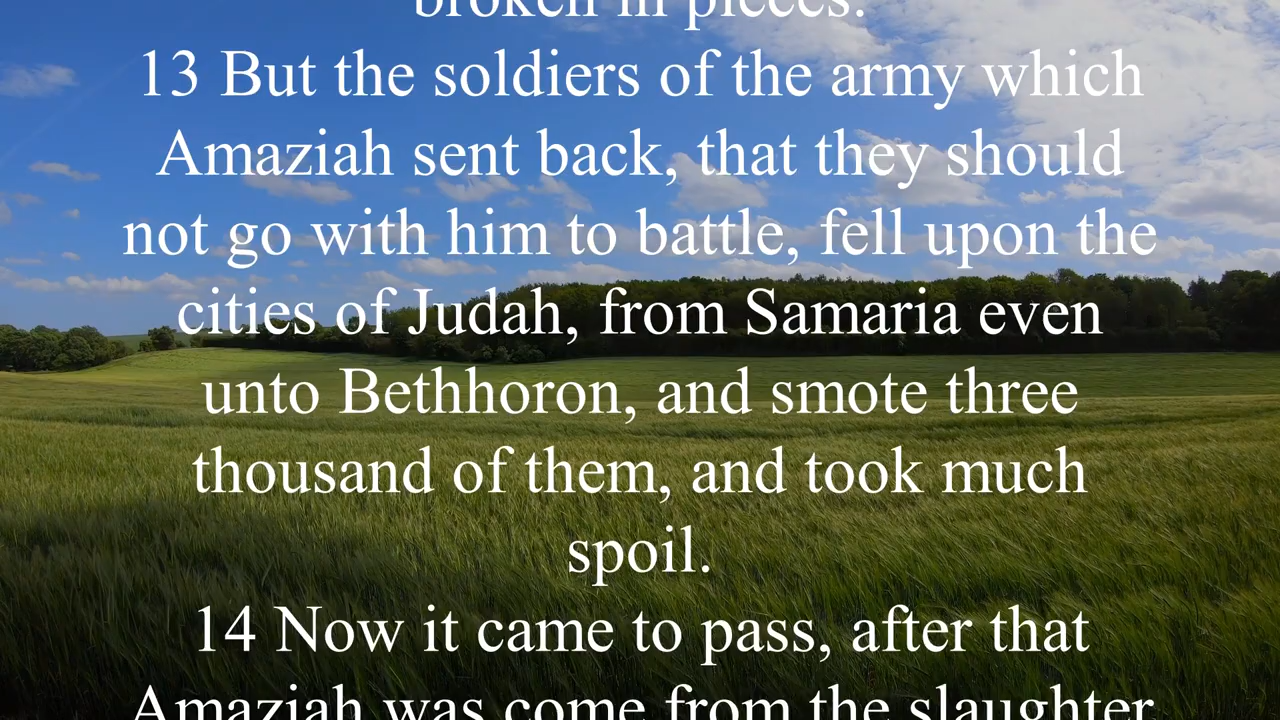 broken in pieces.
13 But the soldiers of the army which
Amaziah sent back, that they should
not go with him to battle, fell upon the
cities of Judah, from Samaria even
unto Bethhoron, and smote three
thousand of them, and took much
spoil.
14 Now it came to pass, after that
Amaziah was come from the slaughter